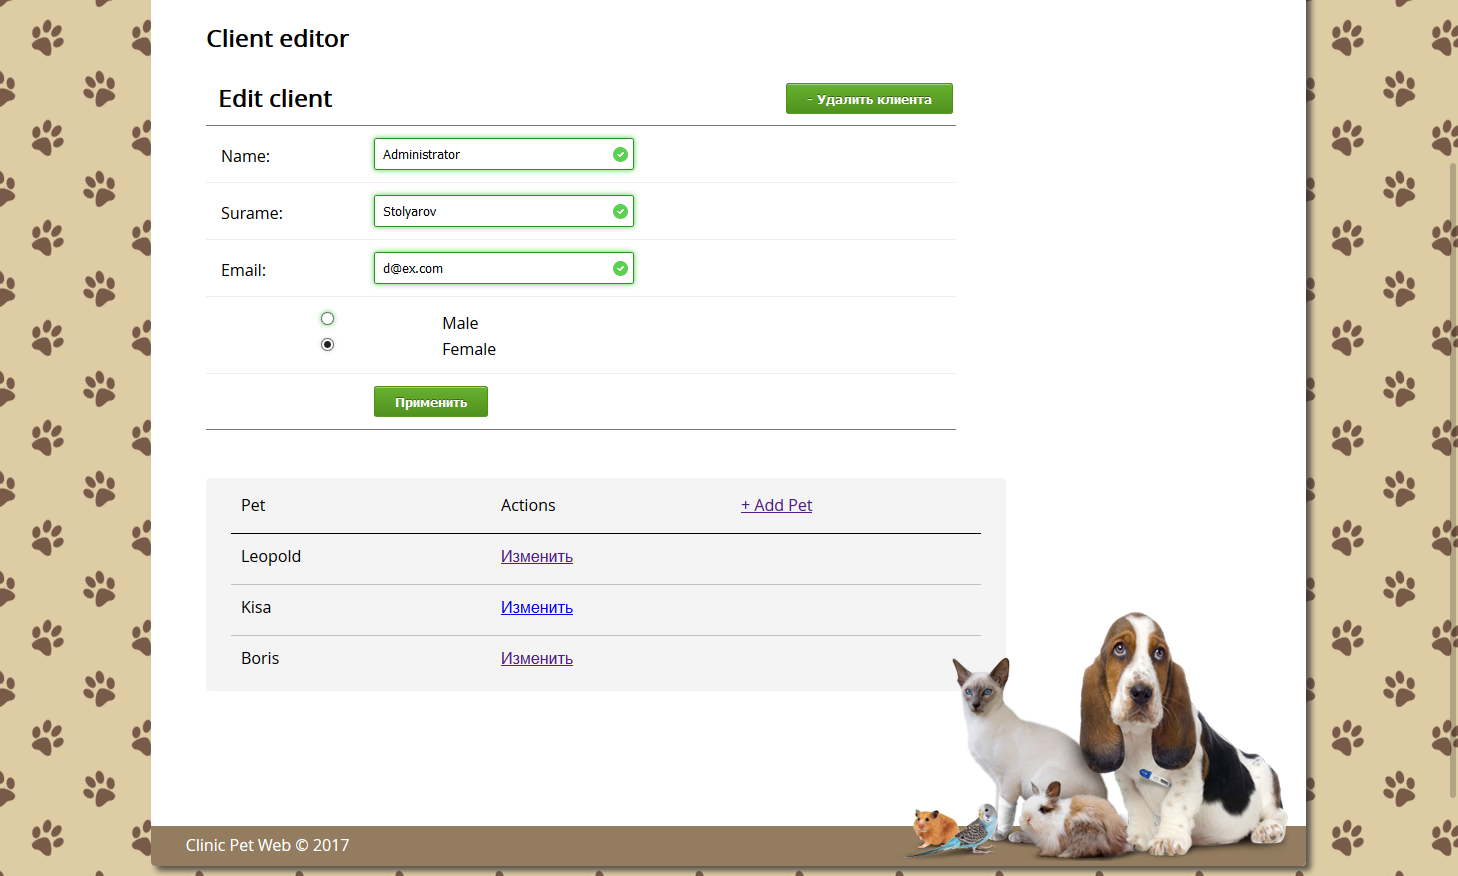 Client editor
Edit client
- Удалить клиента
Name:
Administrator
Surame:
Stolyarov
Email:
d@ex.com
Male
Female
Применить
Pet Actions + Add Pet
Leopold Изменить
Kisa Изменить
Boris Изменить
Clinic Pet Web © 2017